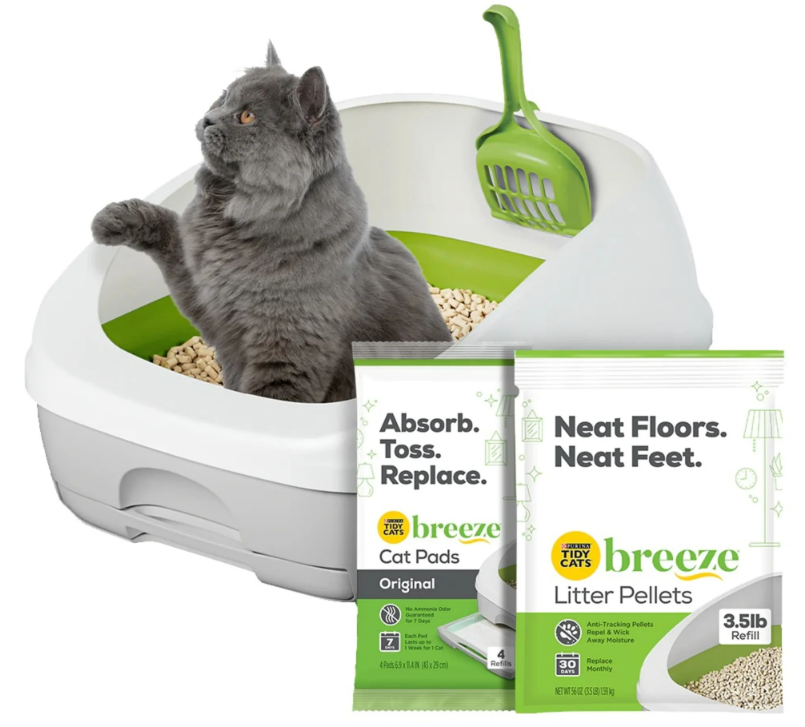 Absorb.
Toss.
Replace.
PURINA
TIDY
CATS
breeze
Cat Pads
Original
No Ammonia Odor
Guaranteed
for 7 Days
7
DAYS
Each Pad
Lasts up to
1 Week for 1 Cat
4
Refills
4 Pads 16.9 x 11.4 IN (43 x 29 cm)
Neat Floors.
Neat Feet.
PURINA
TIDY
CATS
breeze
Litter Pellets
3.5lb
Refill
Anti-Tracking Pellets
Repel & Wick
Away Moisture
30
DAYS
Replace
Monthly
NET WT 56 OZ (3.5 LB) 1.59 kg